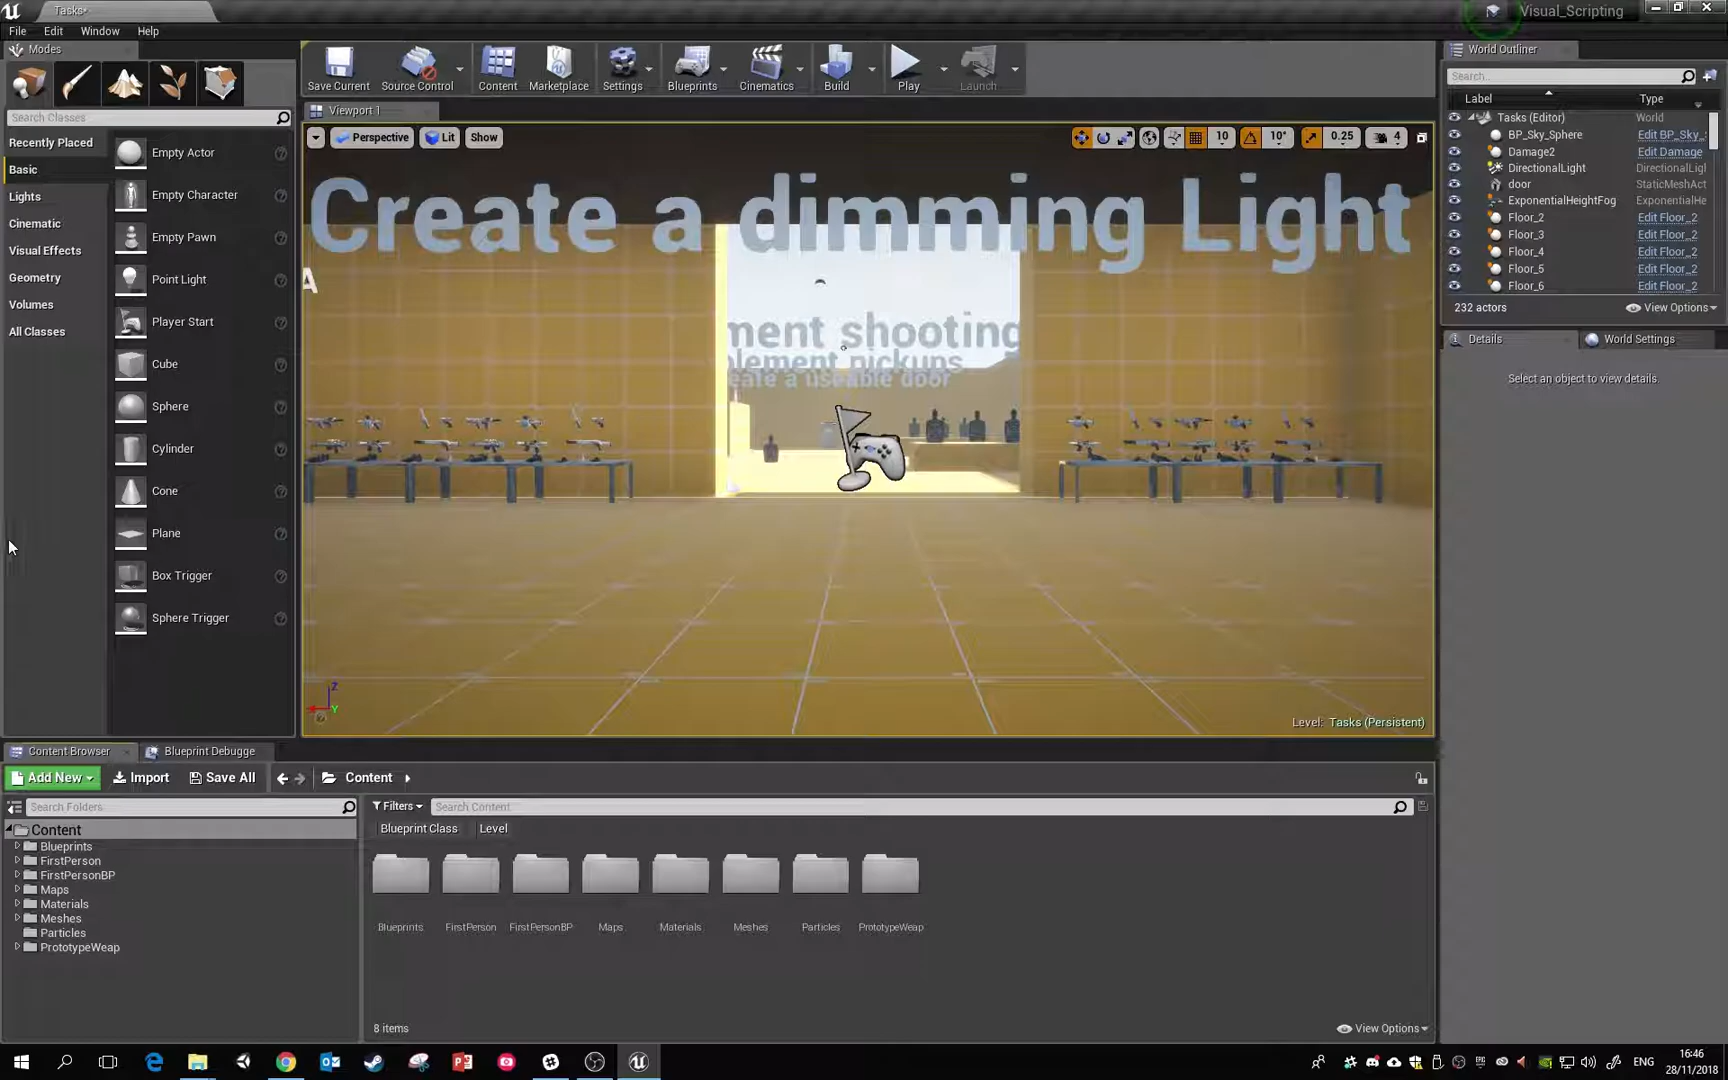 Tasks•
Visual_Scripting
File Edit Window Help
Modes
Search Classes
Recently Placed
Basic
Lights
Cinematic
Visual Effects
Geometry
Volumes
All Classes
Empty Actor
Empty Character
Empty Pawn
Point Light
Player Start
Cube
Sphere
Cylinder
Cone
Plane
Box Trigger
Sphere Trigger
Save Current Source Control Content Marketplace Settings Blueprints Cinematics Build Play Launch
Viewport 1
Perspective Lit Show 10 10° 0.25 4
Create a dimming Light
A
ment shooting
plement pickups
eate a useable door
Z
Y
Level: Tasks (Persistent)
World Outliner
Search...
Label Type
Tasks (Editor) World
BP_Sky_Sphere Edit BP_Sky_
Damage2 Edit Damage
DirectionalLight DirectionalLigl
door StaticMeshAct
ExponentialHeightFog ExponentialHe
Floor_2 Edit Floor_2
Floor_3 Edit Floor_2
Floor_4 Edit Floor_2
Floor_5 Edit Floor_2
Floor_6 Edit Floor_2
232 actors View Options
Details World Settings
Select an object to view details.
Content Browser Blueprint Debugge
Add New Import Save All Content
Search Folders
Content
Blueprints
FirstPerson
FirstPersonBP
Maps
Materials
Meshes
Particles
PrototypeWeap
Filters Search Content
Blueprint Class Level
Blueprints FirstPerson FirstPersonBP Maps Materials Meshes Particles PrototypeWeap
8 items View Options
ENG
16:46
28/11/2018